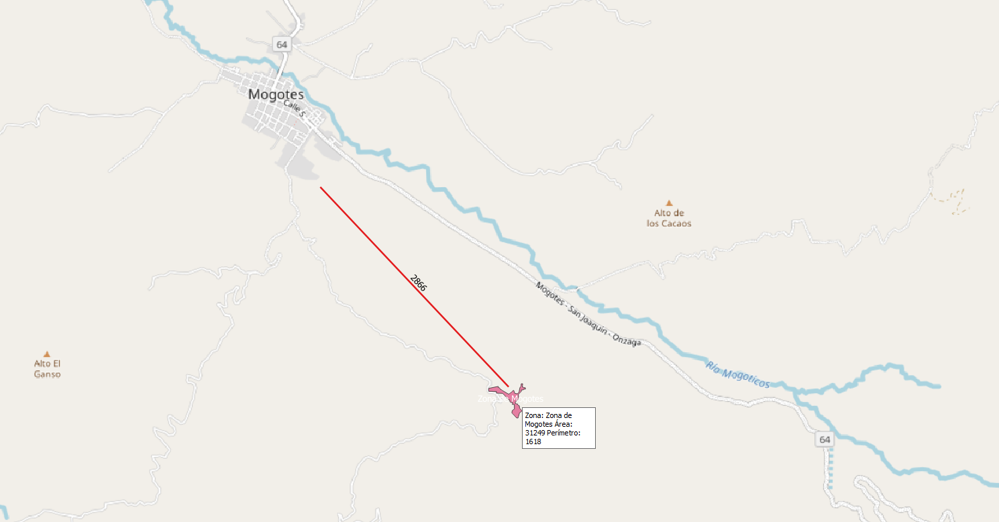 64
Mogotes
Calle 5
Alto de
los Cacaos
2866
Mogotes - San Joaquin - Onzaga
Alto El
Ganso
Río Mogoticos
Zona de Mogotes
Zona: Zona de
Mogotes Área:
31249 Perímetro:
1618
64